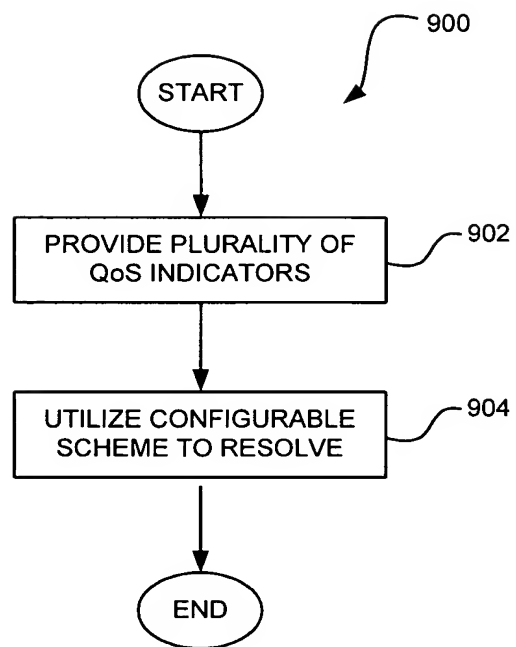 900
START
PROVIDE PLURALITY OF
QoS INDICATORS
902
UTILIZE CONFIGURABLE
SCHEME TO RESOLVE
904
END